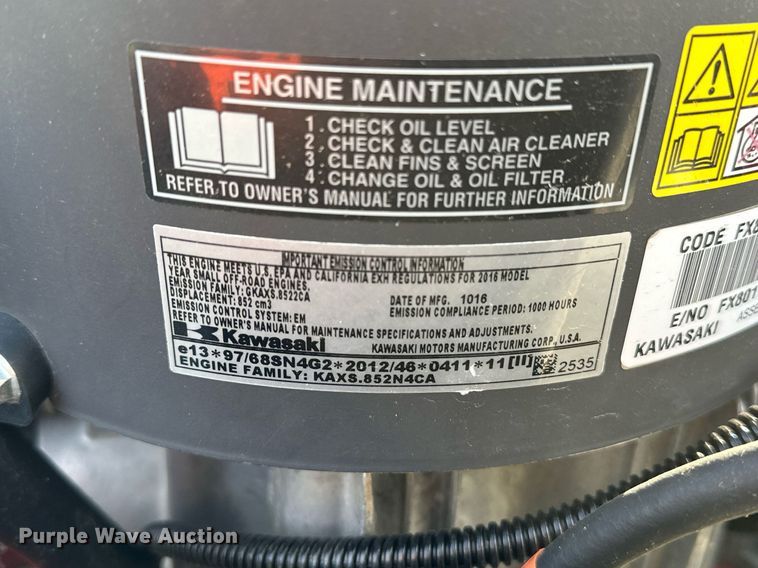 ENGINE MAINTENANCE
1. CHECK OIL LEVEL
2. CHECK & CLEAN AIR CLEANER
3. CLEAN FINS & SCREEN
4. CHANGE OIL & OIL FILTER
REFER TO OWNER'S MANUAL FOR FURTHER INFORMATION
IMPORTANT EMISSION CONTROL INFORMATION
THIS ENGINE MEETS U.S. EPA AND CALIFORNIA EXH REGULATIONS FOR 2016 MODEL
YEAR SMALL OFF-ROAD ENGINES.
ENGINE FAMILY: GKAXS.8522CA
DATE OF MFG. 1016
DISPLACEMENT: 852 cm3
EMISSION COMPLIANCE PERIOD: 1000 HOURS
EMISSION CONTROL SYSTEM: EM
REFER TO OWNER'S MANUAL FOR MAINTENANCE SPECIFICATIONS AND ADJUSTMENTS.
Kawasaki KAWASAKI MOTORS MANUFACTURING CORP., U.S.A.
e13*97/68SN4G2*2012/46*0411*11[II] 2535
ENGINE FAMILY: KAXS.852N4CA
CODE FX8
E/NO FX801
KAWASAKI ASSE
Purple Wave Auction